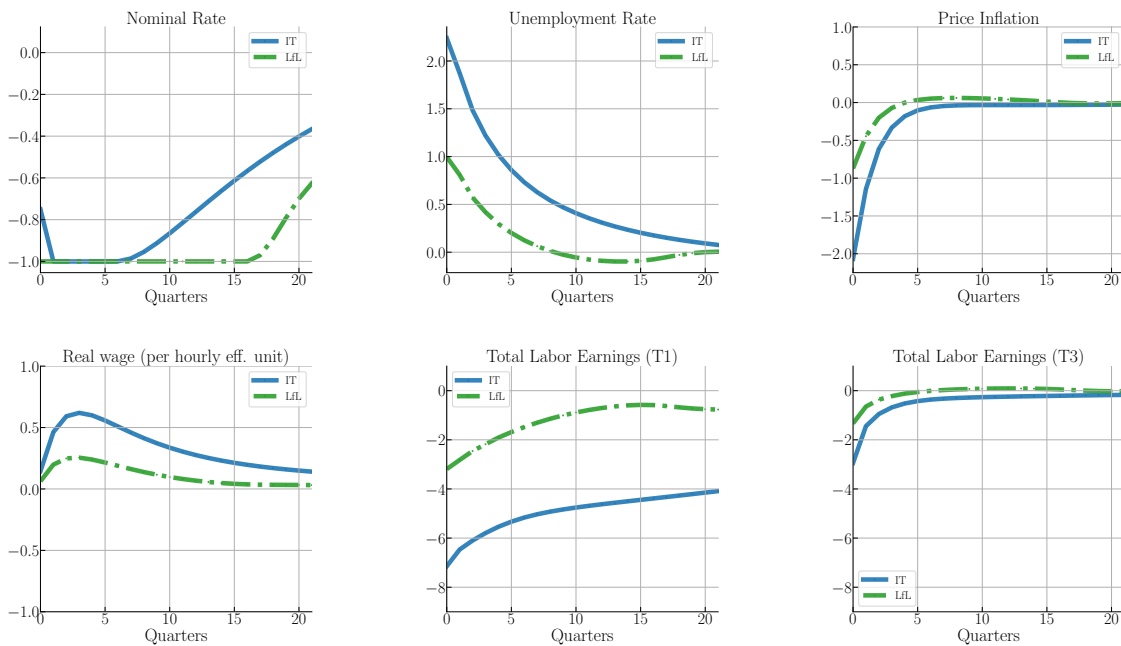 Nominal Rate
0.0
−0.2
−0.4
−0.6
−0.8
−1.0
0 5 10 15 20
Quarters
IT
LfL
Unemployment Rate
2.0
1.5
1.0
0.5
0.0
0 5 10 15 20
Quarters
IT
LfL
Price Inflation
1.0
0.5
0.0
−0.5
−1.0
−1.5
−2.0
0 5 10 15 20
Quarters
IT
LfL
Real wage (per hourly eff. unit)
1.0
0.5
0.0
−0.5
−1.0
0 5 10 15 20
Quarters
IT
LfL
Total Labor Earnings (T1)
0
−2
−4
−6
−8
0 5 10 15 20
Quarters
IT
LfL
Total Labor Earnings (T3)
0
−2
−4
−6
−8
0 5 10 15 20
Quarters
IT
LfL